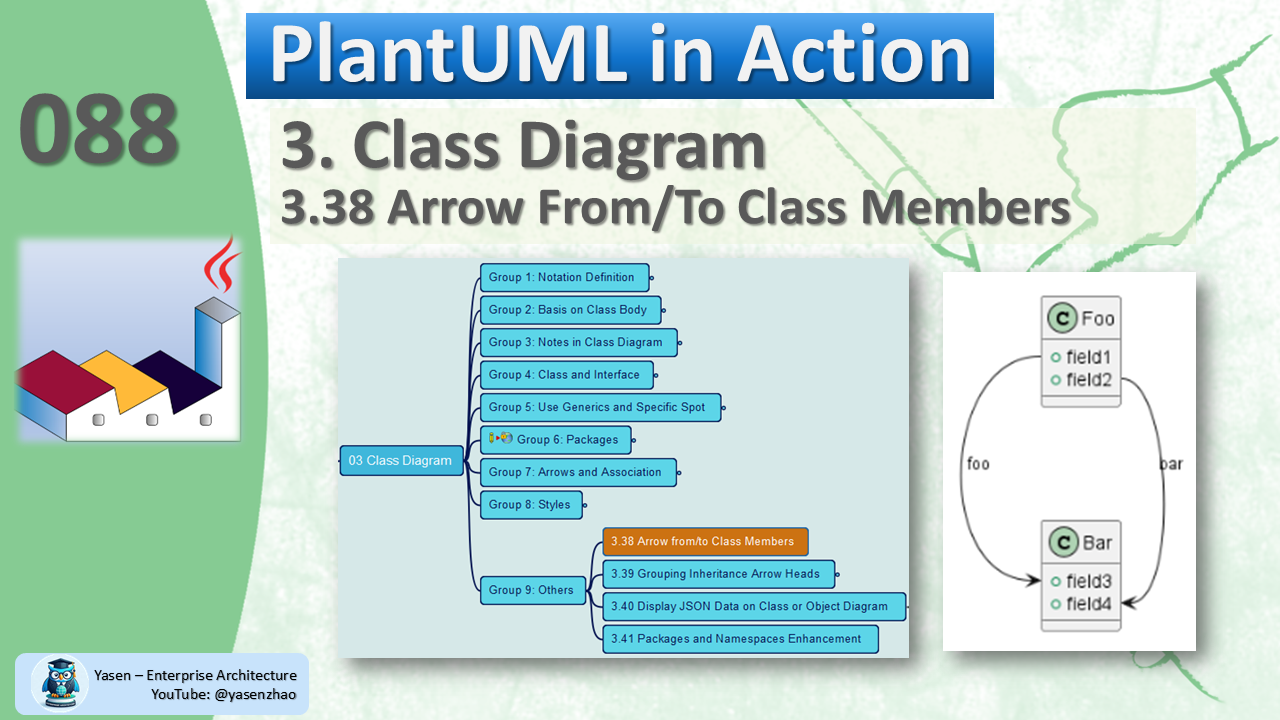 PlantUML in Action
088
3. Class Diagram
3.38 Arrow From/To Class Members
03 Class Diagram
Group 1: Notation Definition
Group 2: Basis on Class Body
Group 3: Notes in Class Diagram
Group 4: Class and Interface
Group 5: Use Generics and Specific Spot
Group 6: Packages
Group 7: Arrows and Association
Group 8: Styles
Group 9: Others
3.38 Arrow from/to Class Members
3.39 Grouping Inheritance Arrow Heads
3.40 Display JSON Data on Class or Object Diagram
3.41 Packages and Namespaces Enhancement
C Foo
field1
field2
foo
bar
C Bar
field3
field4
Yasen – Enterprise Architecture
YouTube: @yasenzhao